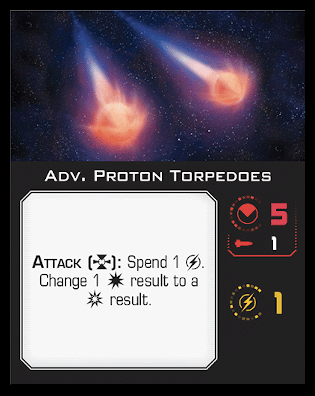 ADV. PROTON TORPEDOES
5
1
ATTACK (): Spend 1 .
Change 1 result to a
result.
1